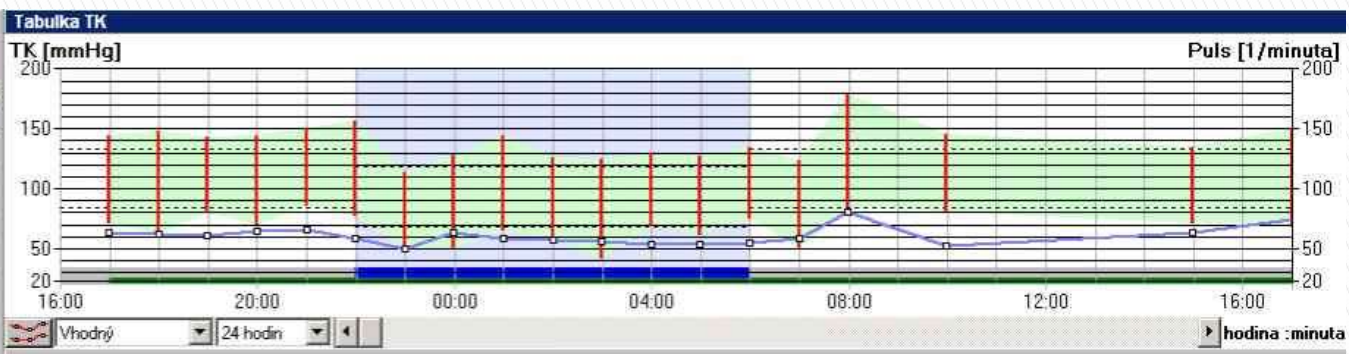 Tabulka TK
TK [mmHg] Puls [1/minuta]
200 200
150 150
100 100
50 50
20 20
16:00 20:00 00:00 04:00 08:00 12:00 16:00
Vhodný 24 hodin hodina :minuta